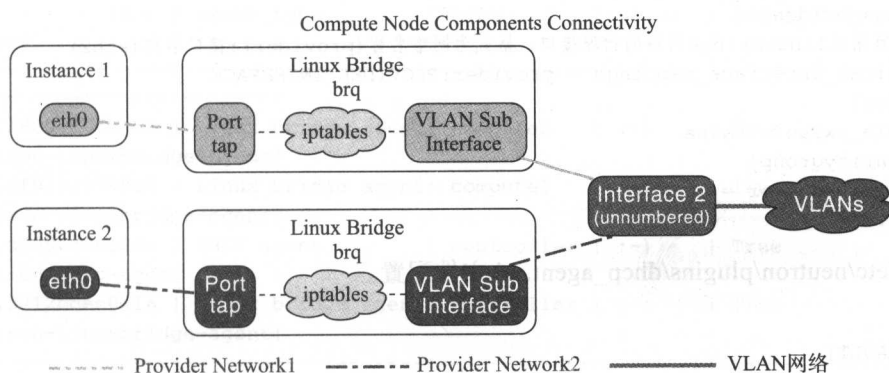 Compute Node Components Connectivity
Instance 1
eth0
Linux Bridge
brq
Port
tap
iptables
VLAN Sub
Interface
Interface 2
(unnumbered)
VLANs
Instance 2
eth0
Linux Bridge
brq
Port
tap
iptables
VLAN Sub
Interface
Provider Network1
Provider Network2
VLAN网络